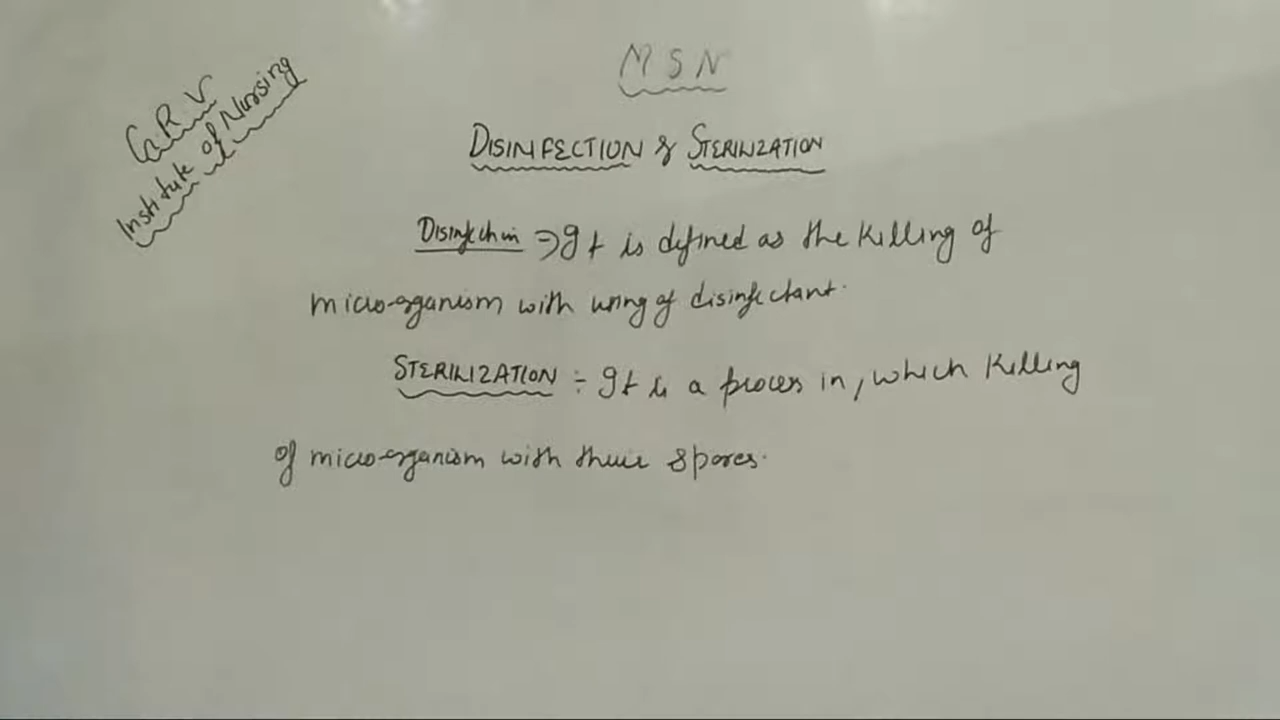 G.R.V
Institute of Nursing
MSN
DISINFECTION & STERILIZATION
Disinfection ⇒ It is defined as the killing of
micro-organism with using of disinfectant.
STERILIZATION ÷ It is a process in, which killing
of micro-organism with their spores.